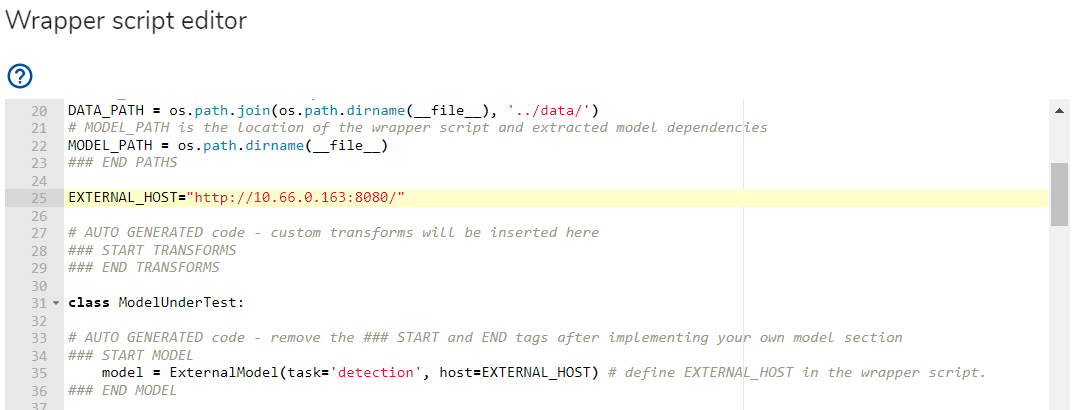 Wrapper script editor
?
20 DATA_PATH = os.path.join(os.path.dirname(__file__), '../data/')
21 # MODEL_PATH is the location of the wrapper script and extracted model dependencies
22 MODEL_PATH = os.path.dirname(__file__)
23 ### END PATHS
24
25 EXTERNAL_HOST="http://10.66.0.163:8080/"
26
27 # AUTO GENERATED code - custom transforms will be inserted here
28 ### START TRANSFORMS
29 ### END TRANSFORMS
30
31 class ModelUnderTest:
32
33 # AUTO GENERATED code - remove the ### START and END tags after implementing your own model section
34 ### START MODEL
35     model = ExternalModel(task='detection', host=EXTERNAL_HOST) # define EXTERNAL_HOST in the wrapper script.
36 ### END MODEL
37